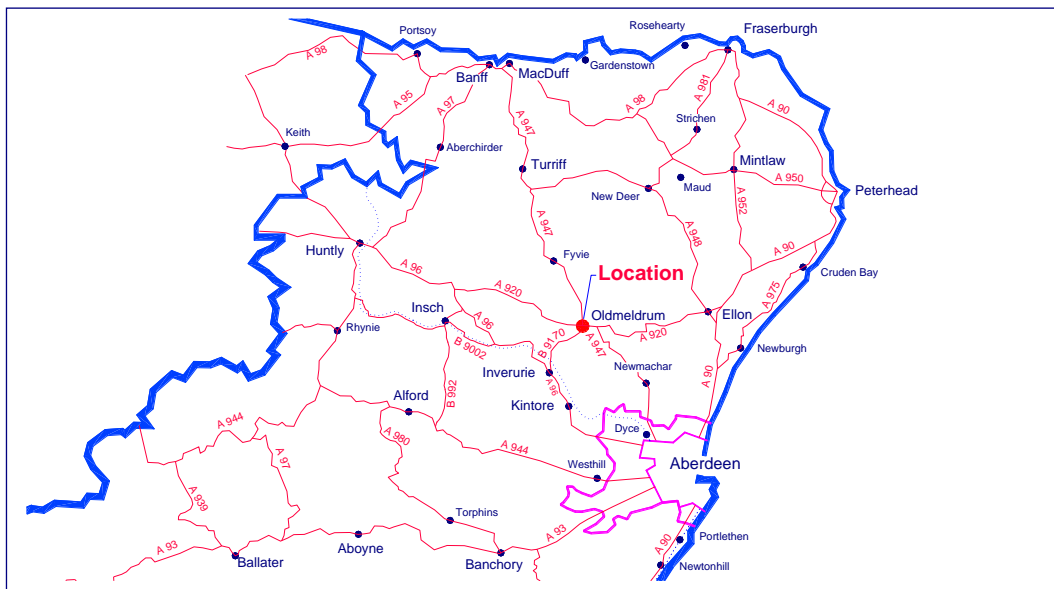 Rosehearty
Fraserburgh
Portsoy
A 98
Banff
MacDuff
Gardenstown
A 981
A 95
A 97
A 98
A 90
A 947
Strichen
Keith
Aberchirder
Turriff
Mintlaw
A 950
Maud
New Deer
Peterhead
A 952
A 947
A 948
Huntly
Fyvie
A 90
A 96
Location
Cruden Bay
A 920
A 975
Insch
Oldmeldrum
Ellon
Rhynie
A 96
A 920
B 9002
B 9170
A 947
Newburgh
Inverurie
Newmachar
A 90
B 992
A 96
Alford
Kintore
A 944
Dyce
A 980
A 944
A 97
Westhill
Aberdeen
A 939
Torphins
A 93
Portlethen
A 90
A 93
Aboyne
Banchory
Ballater
Newtonhill